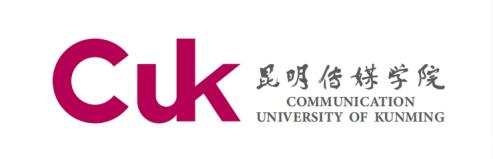 Cuk
昆明传媒学院
COMMUNICATION
UNIVERSITY OF KUNMING